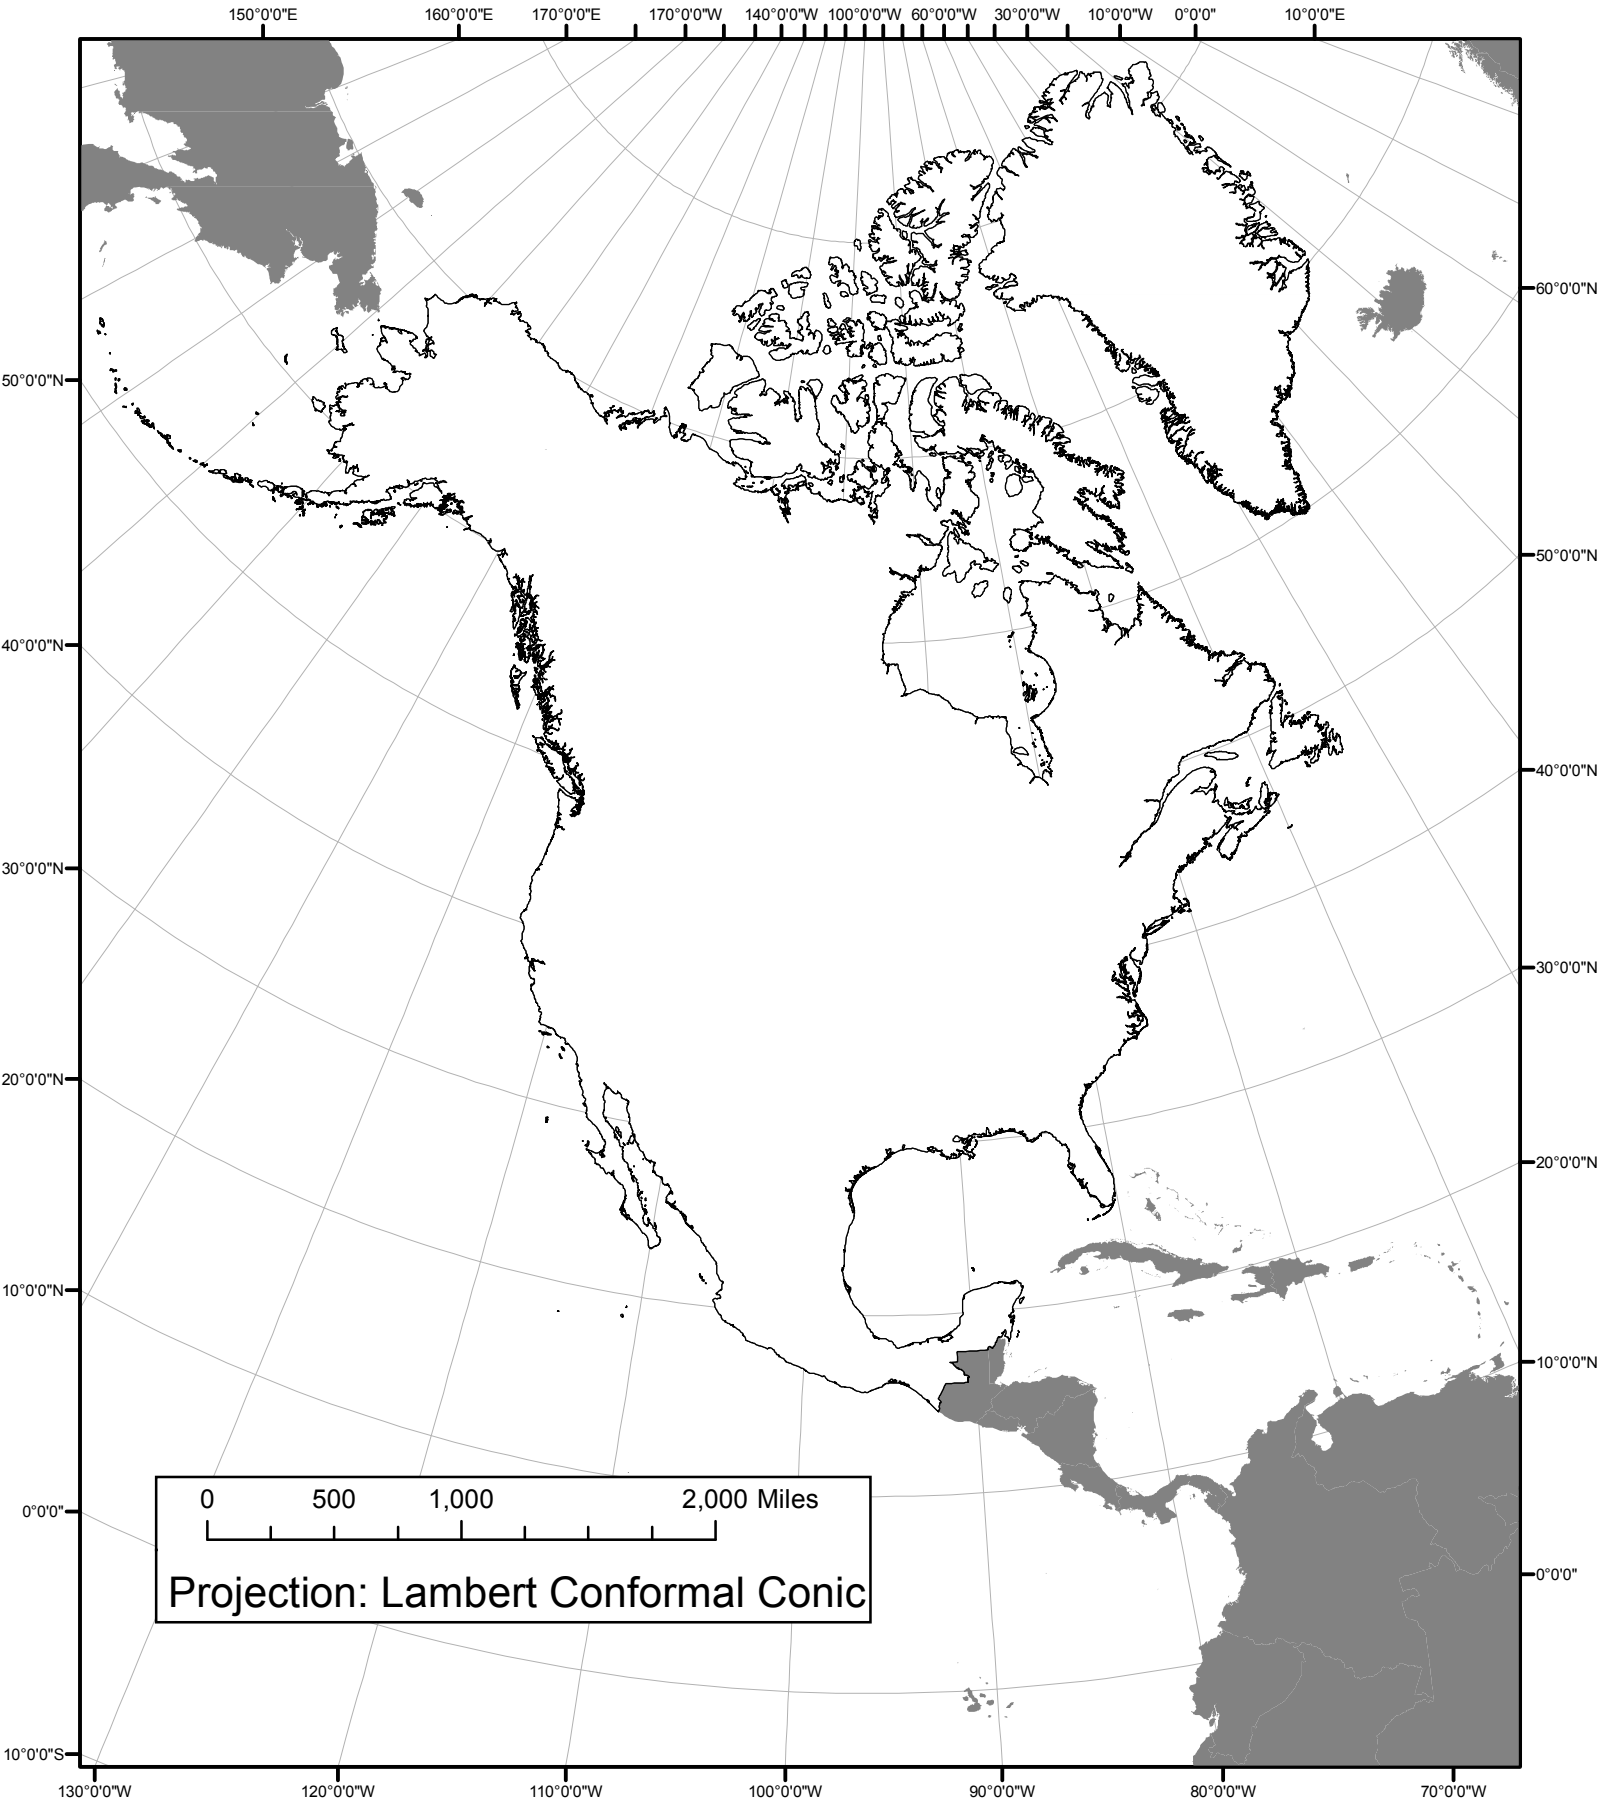 150°0'0"E 160°0'0"E 170°0'0"E 170°0'0"W 140°0'0"W 100°0'0"W 60°0'0"W 30°0'0"W 10°0'0"W 0°0'0" 10°0'0"E
60°0'0"N
50°0'0"N
50°0'0"N
40°0'0"N
40°0'0"N
30°0'0"N
30°0'0"N
20°0'0"N
20°0'0"N
10°0'0"N
10°0'0"N
0 500 1,000 2,000 Miles
0°0'0"
0°0'0"
Projection: Lambert Conformal Conic
10°0'0"S
130°0'0"W 120°0'0"W 110°0'0"W 100°0'0"W 90°0'0"W 80°0'0"W 70°0'0"W